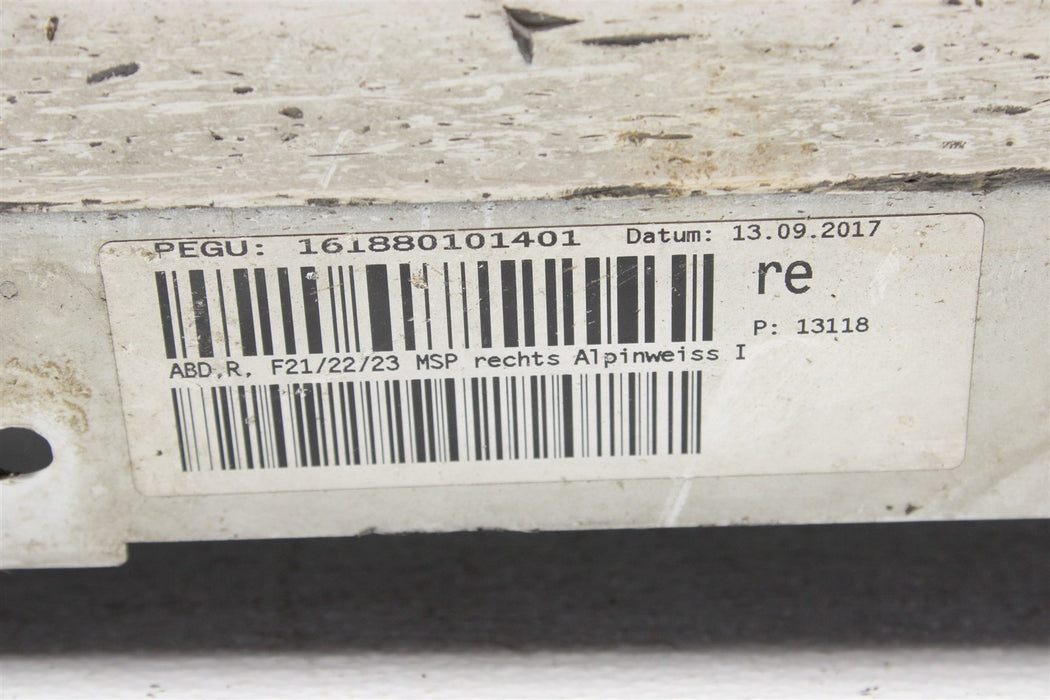 PEGU: 161880101401 Datum: 13.09.2017
re
P: 13118
ABD,R, F21/22/23 MSP rechts Alpinweiss I